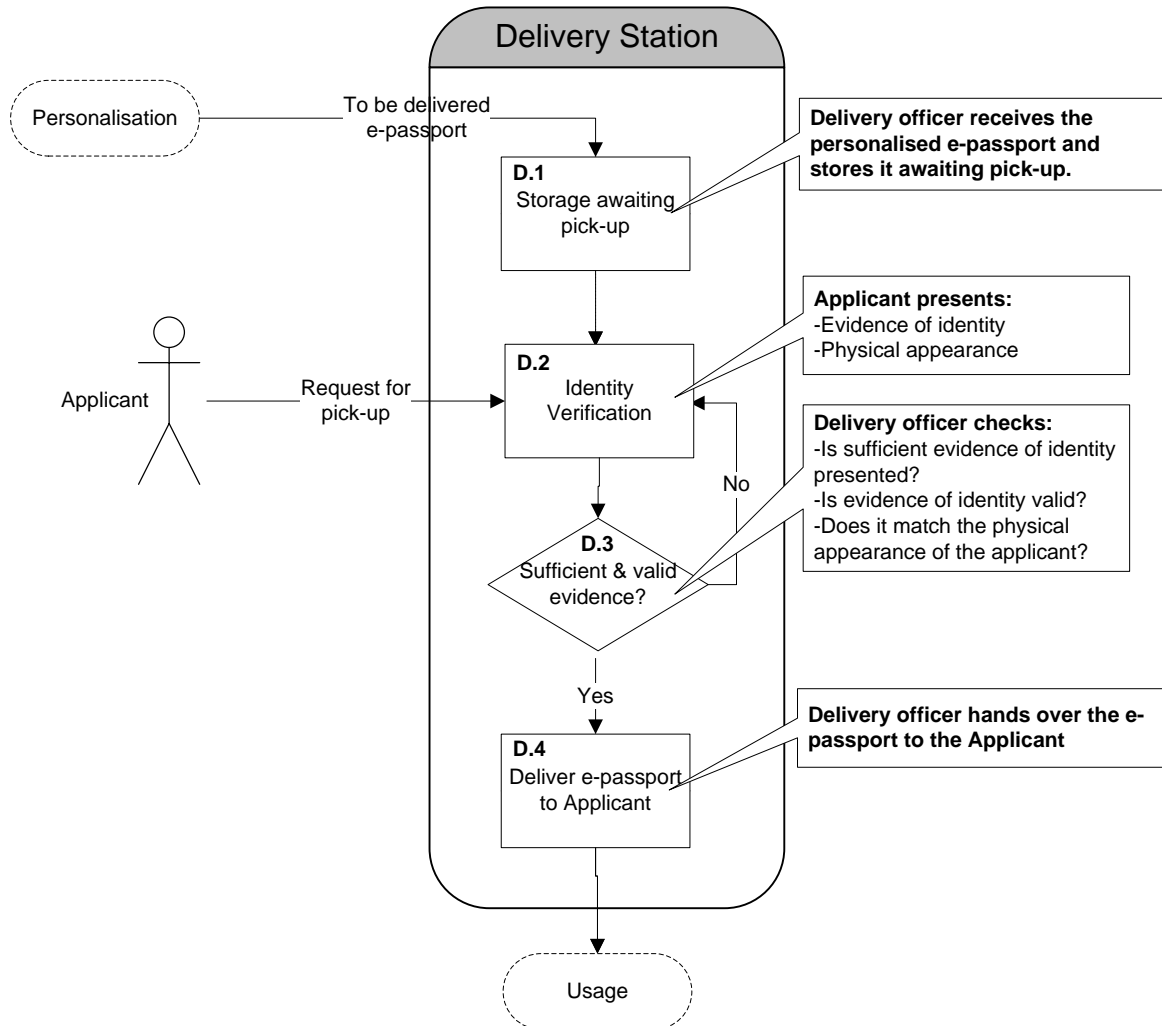 Delivery Station
Personalisation
To be delivered
e-passport
Delivery officer receives the
personalised e-passport and
stores it awaiting pick-up.
D.1
Storage awaiting
pick-up
Applicant presents:
-Evidence of identity
-Physical appearance
D.2
Identity
Verification
Applicant
Request for
pick-up
Delivery officer checks:
-Is sufficient evidence of identity
presented?
-Is evidence of identity valid?
-Does it match the physical
appearance of the applicant?
No
D.3
Sufficient & valid
evidence?
Yes
Delivery officer hands over the e-
passport to the Applicant
D.4
Deliver e-passport
to Applicant
Usage